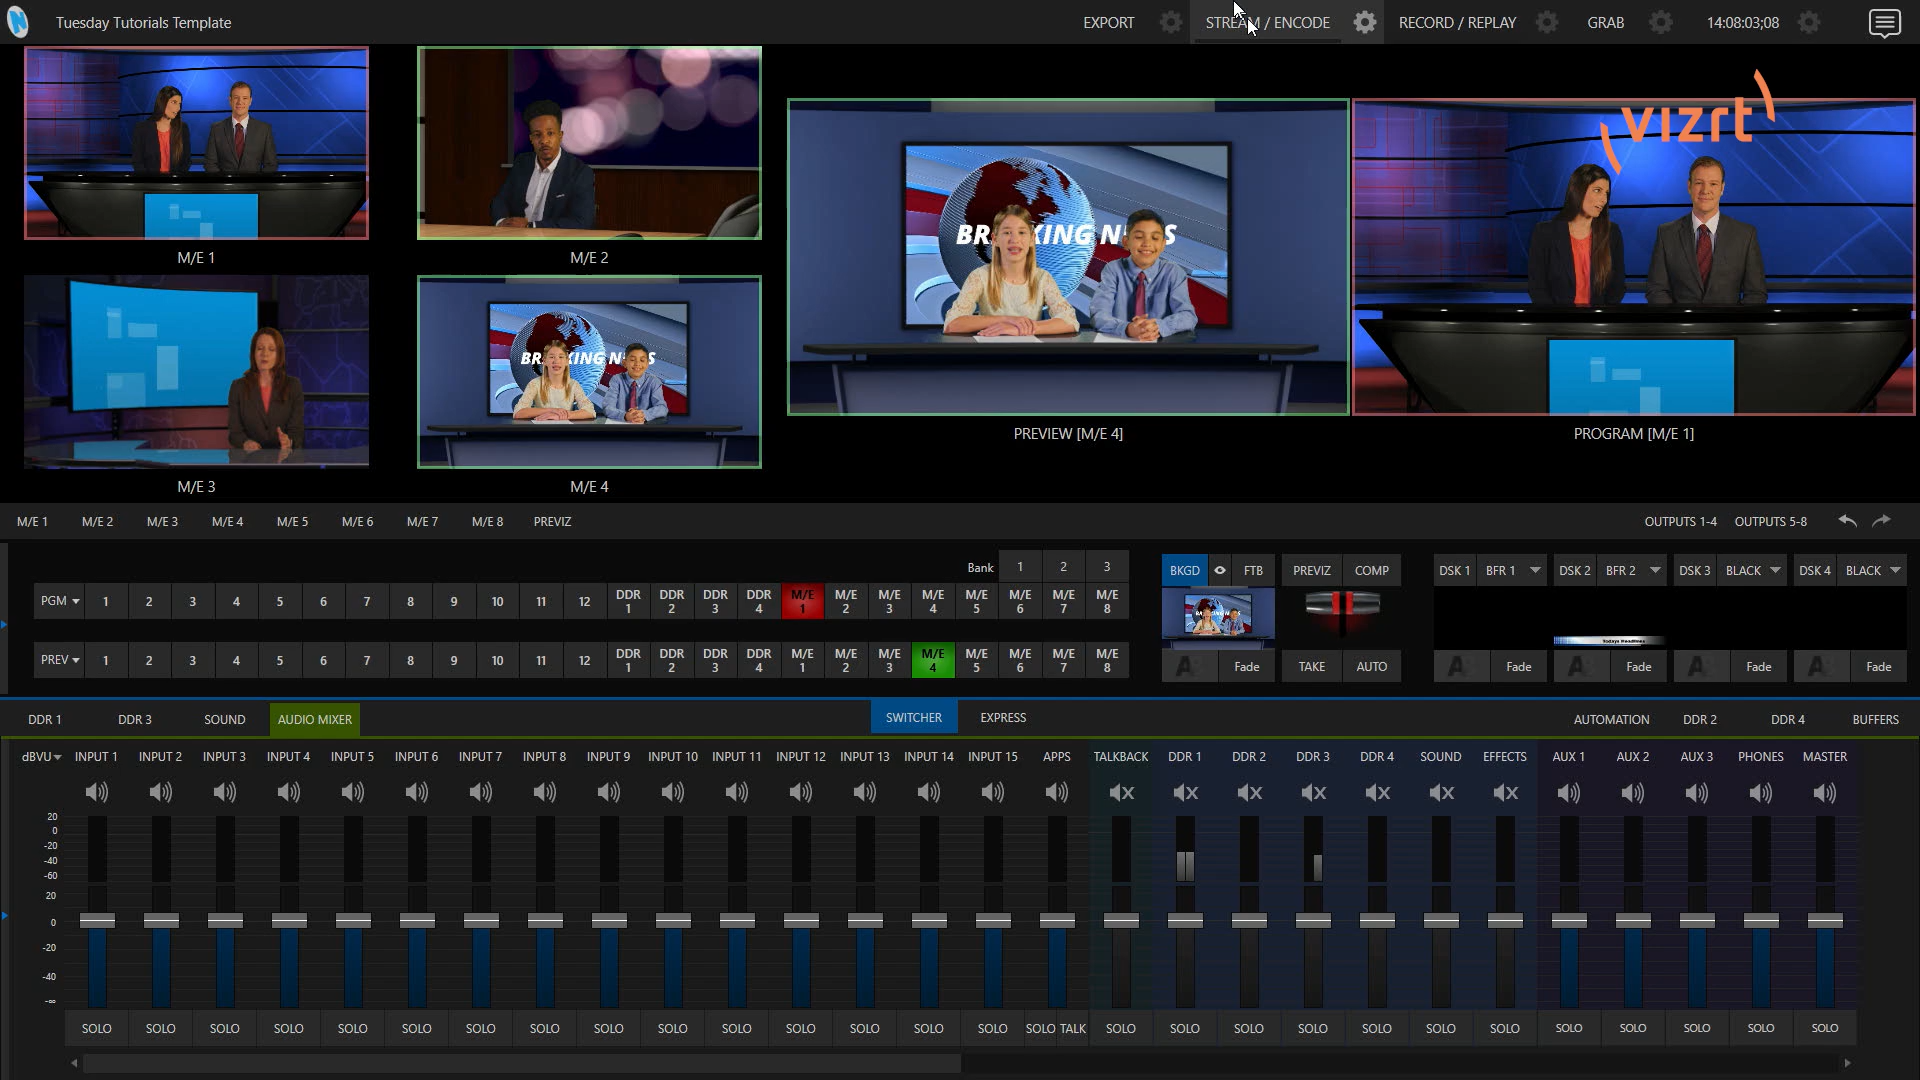 Tuesday Tutorials Template EXPORT STREAM / ENCODE RECORD / REPLAY GRAB 14:08:03;08
vizrt
M/E 1 M/E 2
BREAKING NEWS
PREVIEW [M/E 4] PROGRAM [M/E 1]
M/E 3 M/E 4
M/E 1 M/E 2 M/E 3 M/E 4 M/E 5 M/E 6 M/E 7 M/E 8 PREVIZ OUTPUTS 1-4 OUTPUTS 5-8
Bank 1 2 3 BKGD FTB PREVIZ COMP DSK 1 BFR 1 DSK 2 BFR 2 DSK 3 BLACK DSK 4 BLACK
PGM 1 2 3 4 5 6 7 8 9 10 11 12 DDR 1 DDR 2 DDR 3 DDR 4 M/E 1 M/E 2 M/E 3 M/E 4 M/E 5 M/E 6 M/E 7 M/E 8
Todays Headlines
PREV 1 2 3 4 5 6 7 8 9 10 11 12 DDR 1 DDR 2 DDR 3 DDR 4 M/E 1 M/E 2 M/E 3 M/E 4 M/E 5 M/E 6 M/E 7 M/E 8
Fade TAKE AUTO Fade Fade Fade Fade
DDR 1 DDR 3 SOUND AUDIO MIXER SWITCHER EXPRESS AUTOMATION DDR 2 DDR 4 BUFFERS
dBVU INPUT 1 INPUT 2 INPUT 3 INPUT 4 INPUT 5 INPUT 6 INPUT 7 INPUT 8 INPUT 9 INPUT 10 INPUT 11 INPUT 12 INPUT 13 INPUT 14 INPUT 15 APPS TALKBACK DDR 1 DDR 2 DDR 3 DDR 4 SOUND EFFECTS AUX 1 AUX 2 AUX 3 PHONES MASTER
20
0
-20
-40
-60
20
0
-20
-40
-∞
SOLO SOLO SOLO SOLO SOLO SOLO SOLO SOLO SOLO SOLO SOLO SOLO SOLO SOLO SOLO SOLO TALK SOLO SOLO SOLO SOLO SOLO SOLO SOLO SOLO SOLO SOLO SOLO SOLO